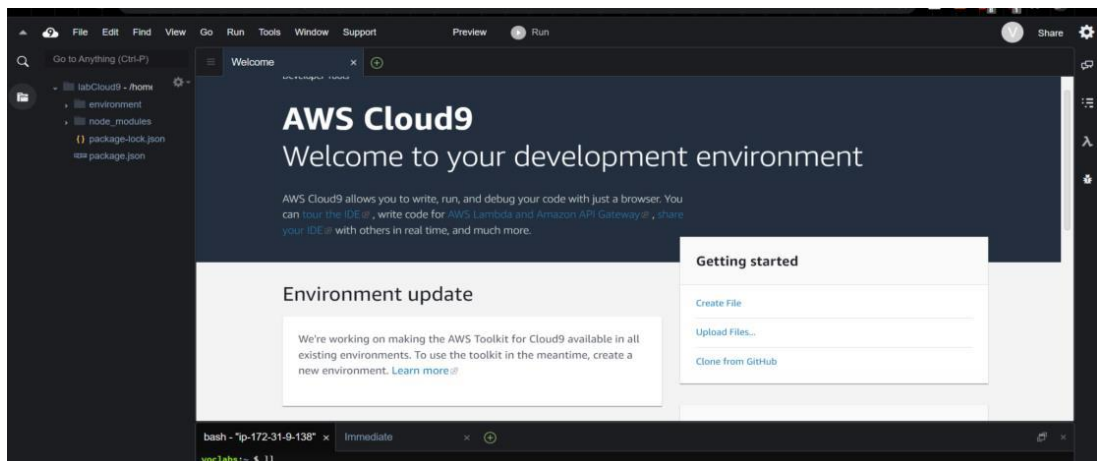 File Edit Find View Go Run Tools Window Support Preview Run V Share
Go to Anything (Ctrl-P)
Welcome
labCloud9 - /home
environment
node_modules
package-lock.json
package.json
Developer Tools
AWS Cloud9
Welcome to your development environment
AWS Cloud9 allows you to write, run, and debug your code with just a browser. You
can tour the IDE, write code for AWS Lambda and Amazon API Gateway, share
your IDE with others in real time, and much more.
Getting started
Create File
Upload Files...
Clone from GitHub
Environment update
We're working on making the AWS Toolkit for Cloud9 available in all
existing environments. To use the toolkit in the meantime, create a
new environment. Learn more
bash - "ip-172-31-9-138" Immediate
voclabs:~ $ ll